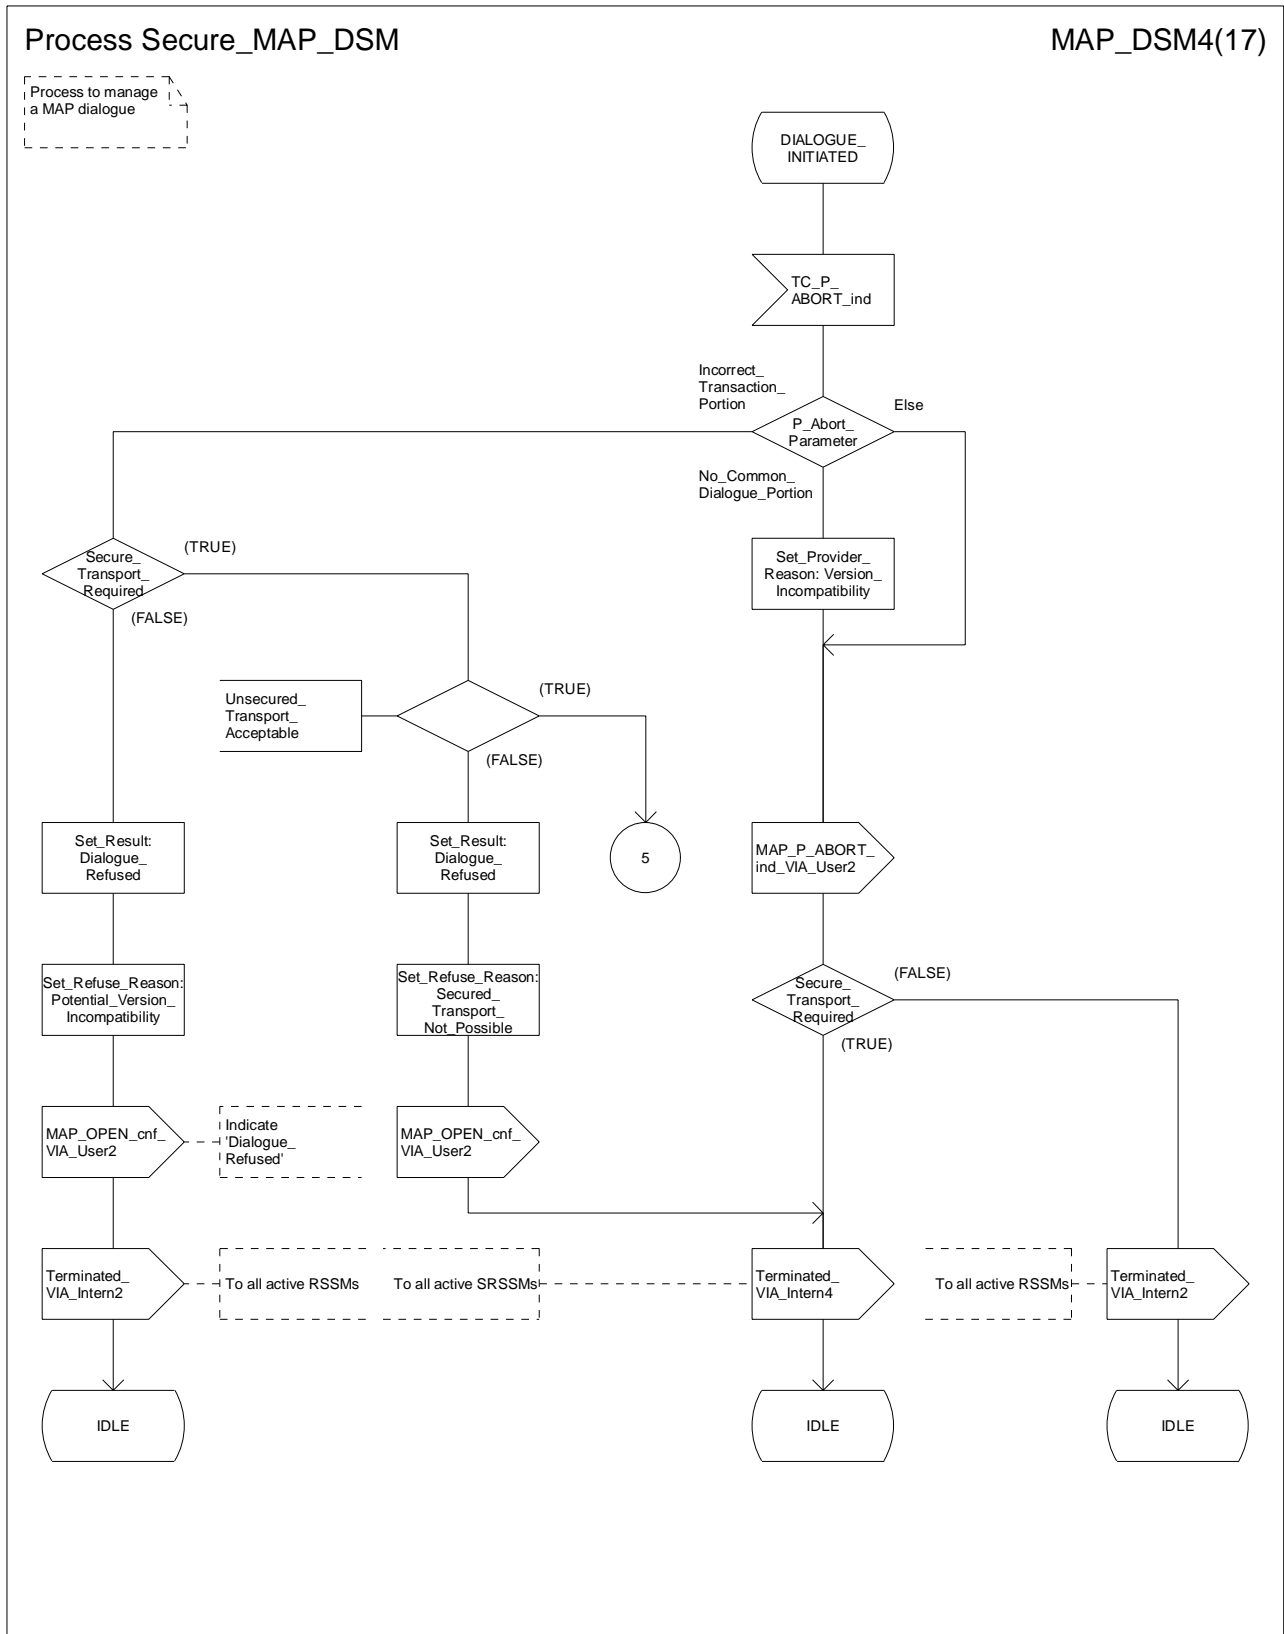 Process Secure_MAP_DSM
MAP_DSM4(17)
Process to manage
a MAP dialogue
DIALOGUE_
INITIATED
TC_P_
ABORT_ind
Incorrect_
Transaction_
Portion
Else
P_Abort_
Parameter
No_Common_
Dialogue_Portion
Secure_
Transport_
Required
(TRUE)
(FALSE)
Set_Provider_
Reason: Version_
Incompatibility
Unsecured_
Transport_
Acceptable
(TRUE)
(FALSE)
Set_Result:
Dialogue_
Refused
Set_Result:
Dialogue_
Refused
5
MAP_P_ABORT_
ind_VIA_User2
Set_Refuse_Reason:
Potential_Version_
Incompatibility
Set_Refuse_Reason:
Secured_
Transport_
Not_Possible
Secure_
Transport_
Required
(FALSE)
(TRUE)
MAP_OPEN_cnf_
VIA_User2
Indicate
'Dialogue_
Refused'
MAP_OPEN_cnf_
VIA_User2
Terminated_
VIA_Intern2
To all active RSSMs
To all active SRSSMs
Terminated_
VIA_Intern4
To all active RSSMs
Terminated_
VIA_Intern2
IDLE
IDLE
IDLE